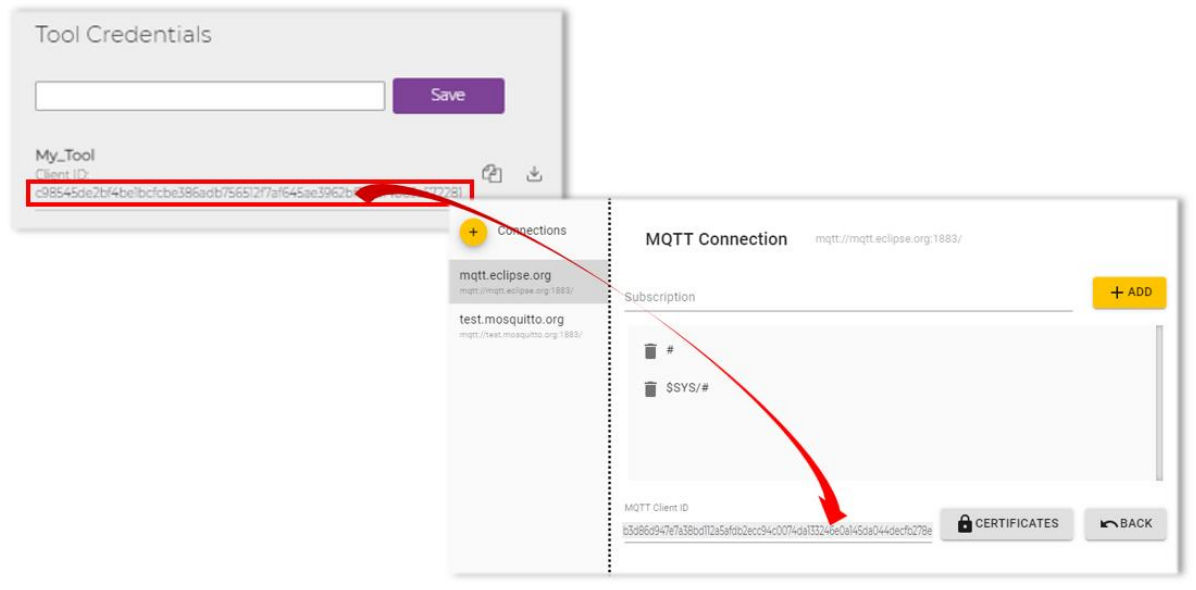 Tool Credentials
Save
My_Tool
Client ID:
Connections
MQTT Connection
mqtt://mqtt.eclipse.org:1883/
mqtt.eclipse.org
mqtt://mqtt.eclipse.org:1883/
Subscription
ADD
test.mosquitto.org
mqtt://test.mosquitto.org:1883/
#
$SYS/#
MQTT Client ID
CERTIFICATES
BACK